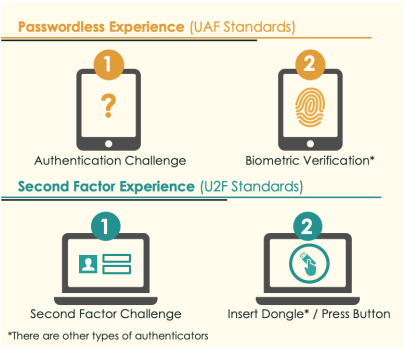 Passwordless Experience (UAF Standards)
1 2
?
Authentication Challenge Biometric Verification*
Second Factor Experience (U2F Standards)
1 2
Second Factor Challenge Insert Dongle* / Press Button
*There are other types of authenticators